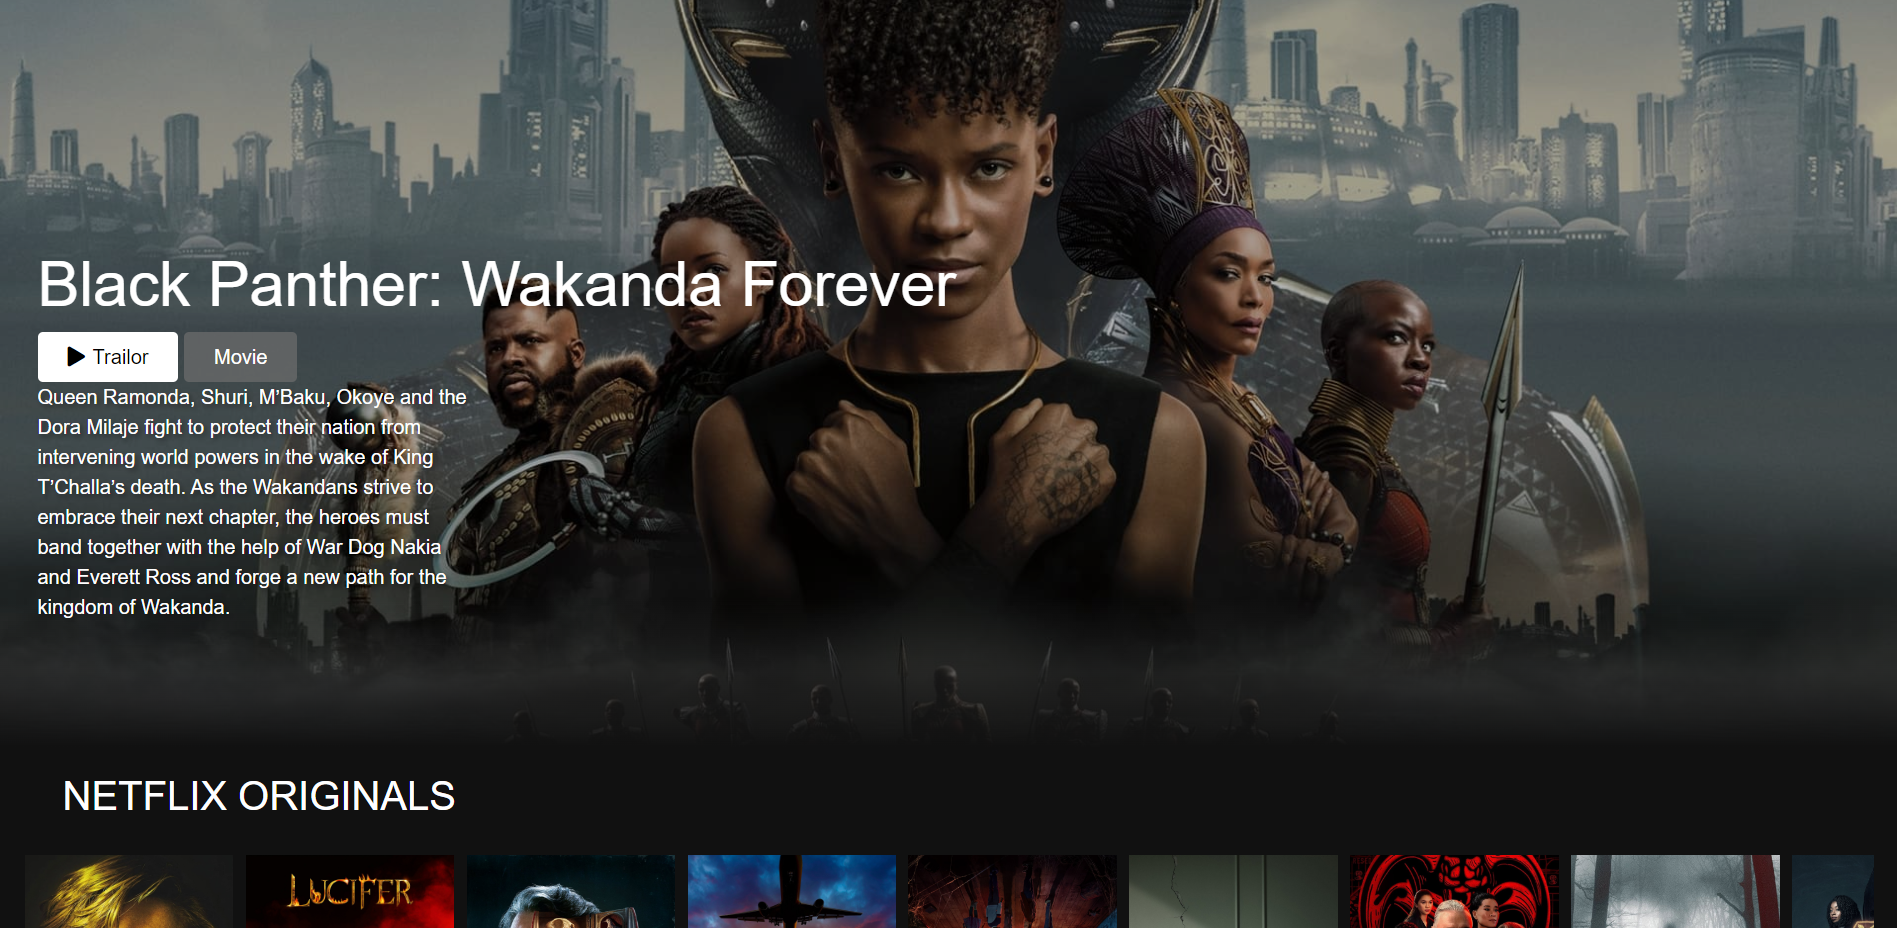 Black Panther: Wakanda Forever
Trailor
Movie
Queen Ramonda, Shuri, M’Baku, Okoye and the
Dora Milaje fight to protect their nation from
intervening world powers in the wake of King
T’Challa’s death. As the Wakandans strive to
embrace their next chapter, the heroes must
band together with the help of War Dog Nakia
and Everett Ross and forge a new path for the
kingdom of Wakanda.
NETFLIX ORIGINALS
LUCIFER